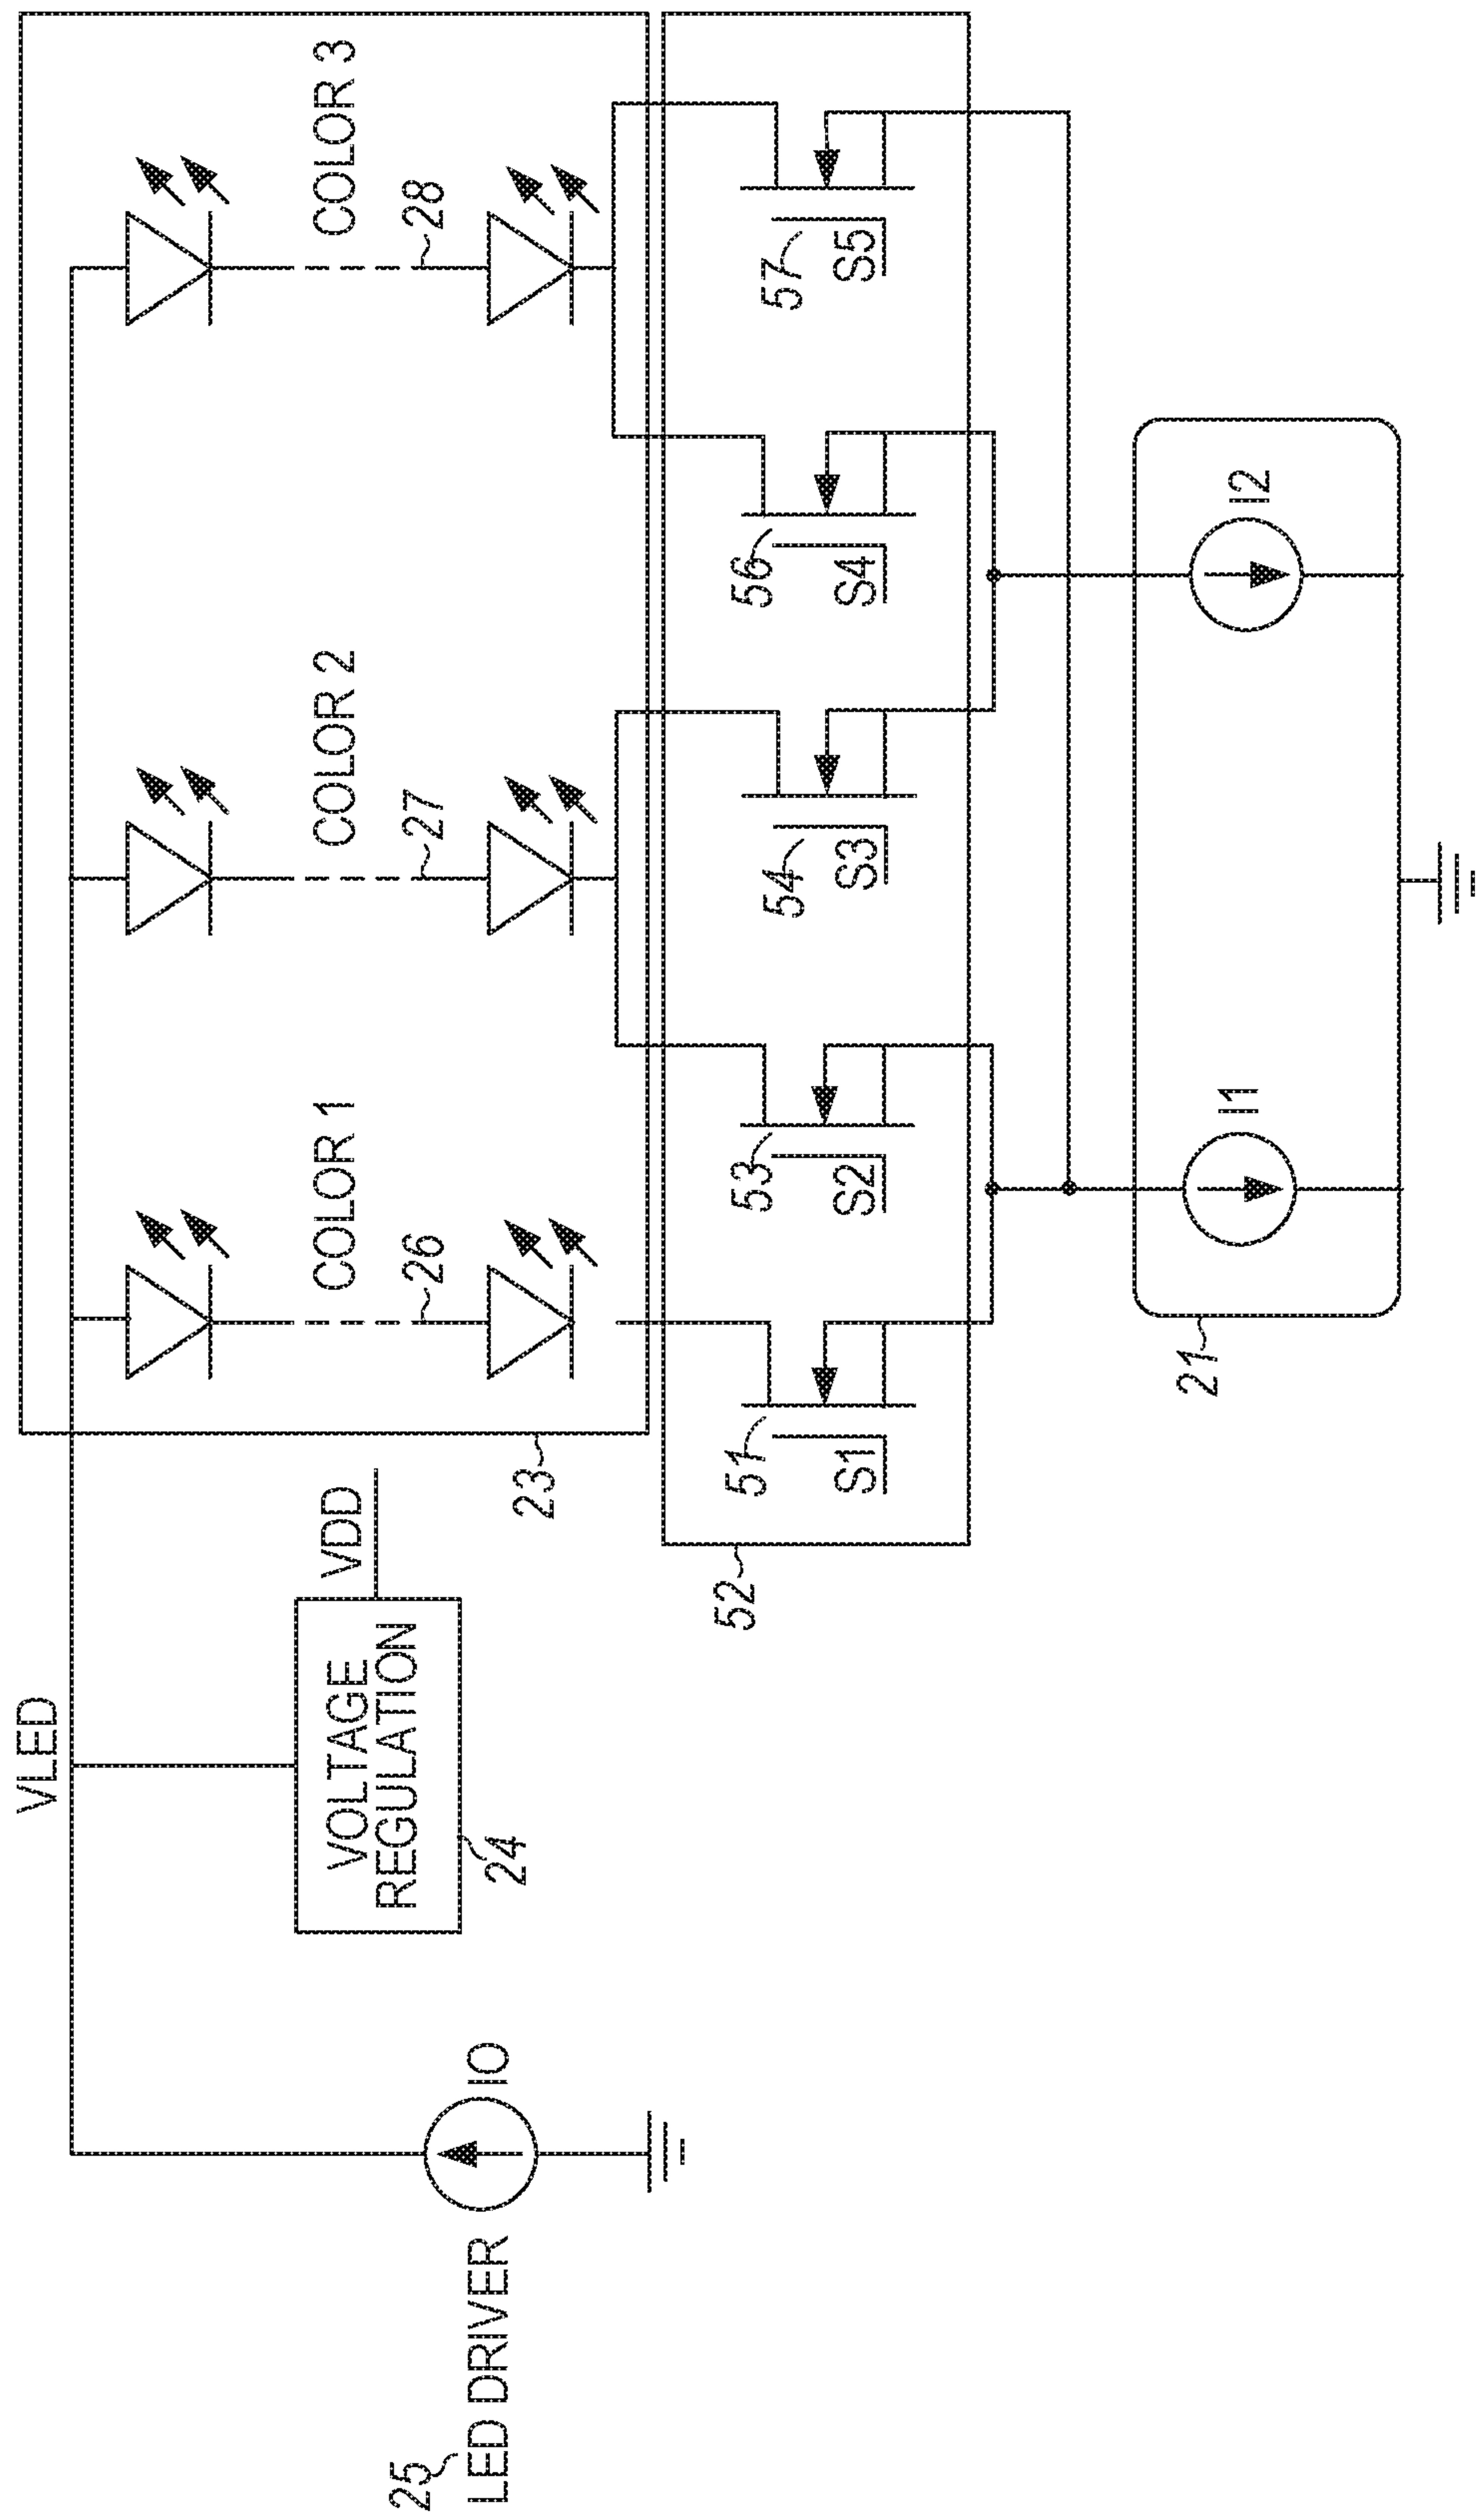 25
LED DRIVER
IO
VLED
VOLTAGE
REGULATION
24
VDD
23
COLOR 1
26
COLOR 2
27
COLOR 3
28
52
51
S1
53
S2
54
S3
56
S4
57
S5
21
I1
I2